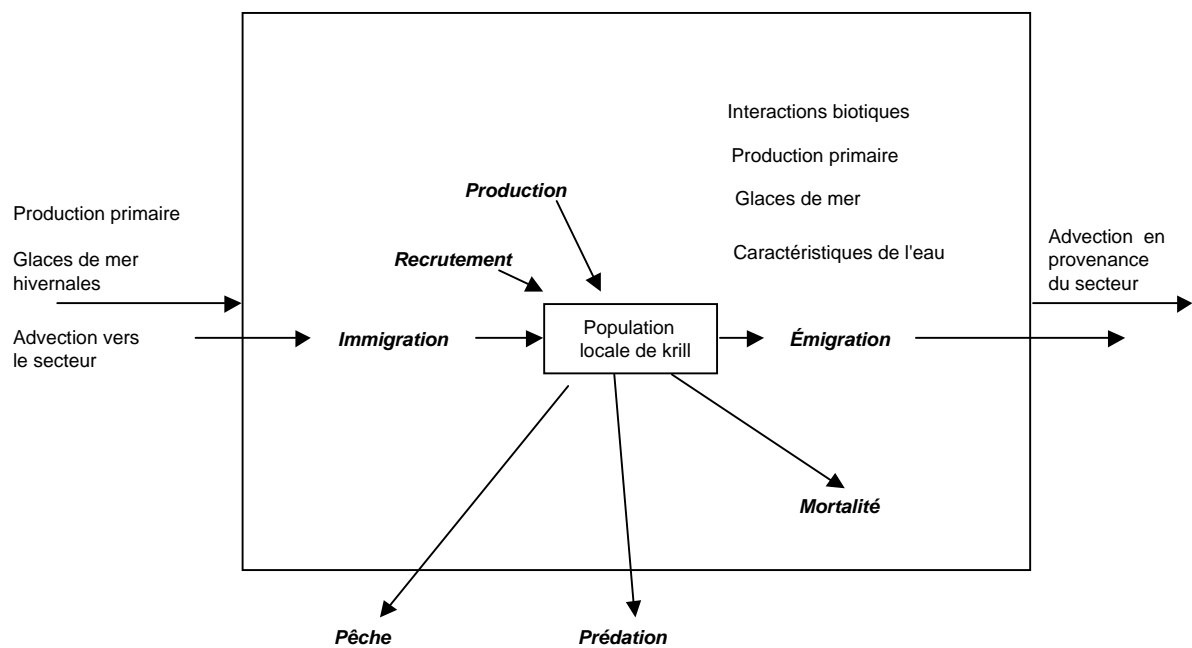 Interactions biotiques
Production primaire
Glaces de mer
Caractéristiques de l'eau
Production
Recrutement
Production primaire
Glaces de mer
hivernales
Advection vers
le secteur
Immigration
Population
locale de krill
Émigration
Advection en
provenance
du secteur
Mortalité
Pêche
Prédation